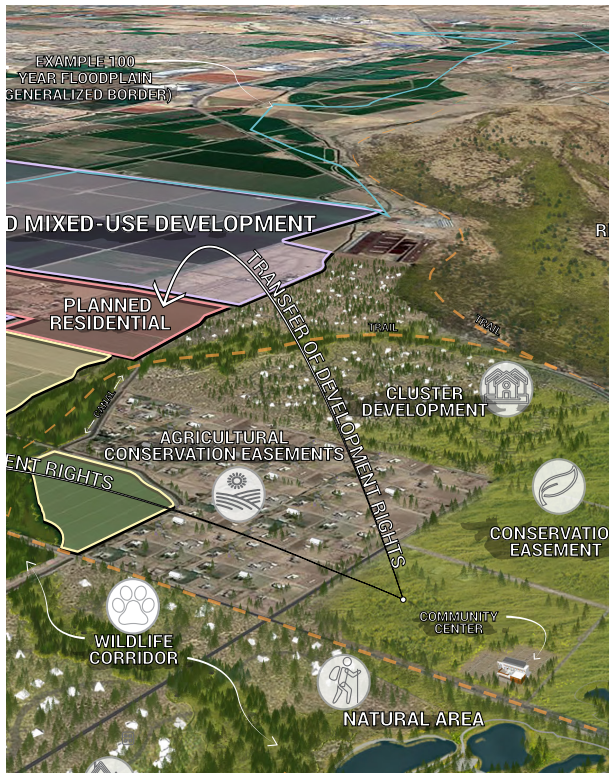 EXAMPLE 100
YEAR FLOODPLAIN
GENERALIZED BORDER)
D MIXED-USE DEVELOPMENT
R
PLANNED
RESIDENTIAL
TRANSFER OF DEVELOPMENT RIGHTS
TRAIL
TRAIL
CLUSTER
DEVELOPMENT
AGRICULTURAL
CONSERVATION EASEMENTS
ENT RIGHTS
CONSERVATIO
EASEMENT
COMMUNITY
CENTER
WILDLIFE
CORRIDOR
NATURAL AREA